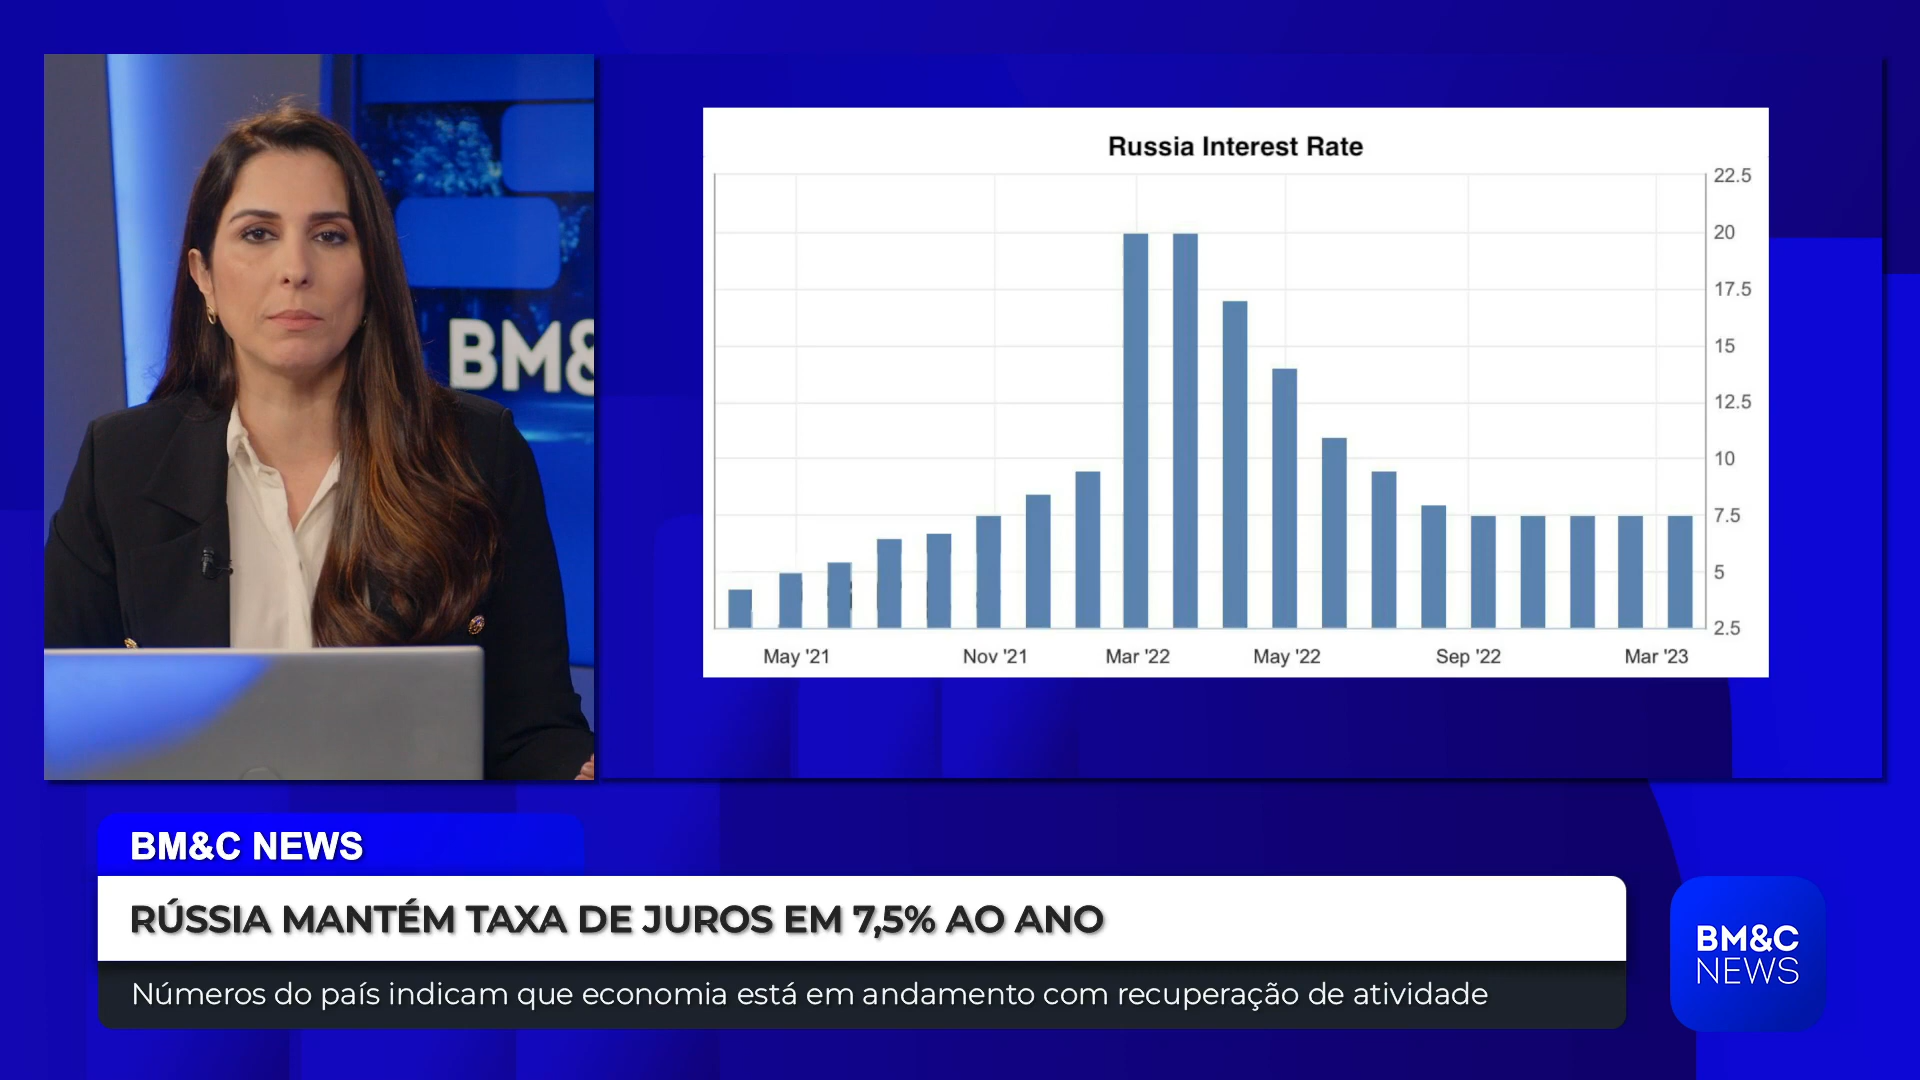 BM&
Russia Interest Rate
22.5
20
17.5
15
12.5
10
7.5
5
2.5
May '21
Nov '21
Mar '22
May '22
Sep '22
Mar '23
BM&C NEWS
RÚSSIA MANTÉM TAXA DE JUROS EM 7,5% AO ANO
Números do país indicam que economia está em andamento com recuperação de atividade
BM&C
NEWS